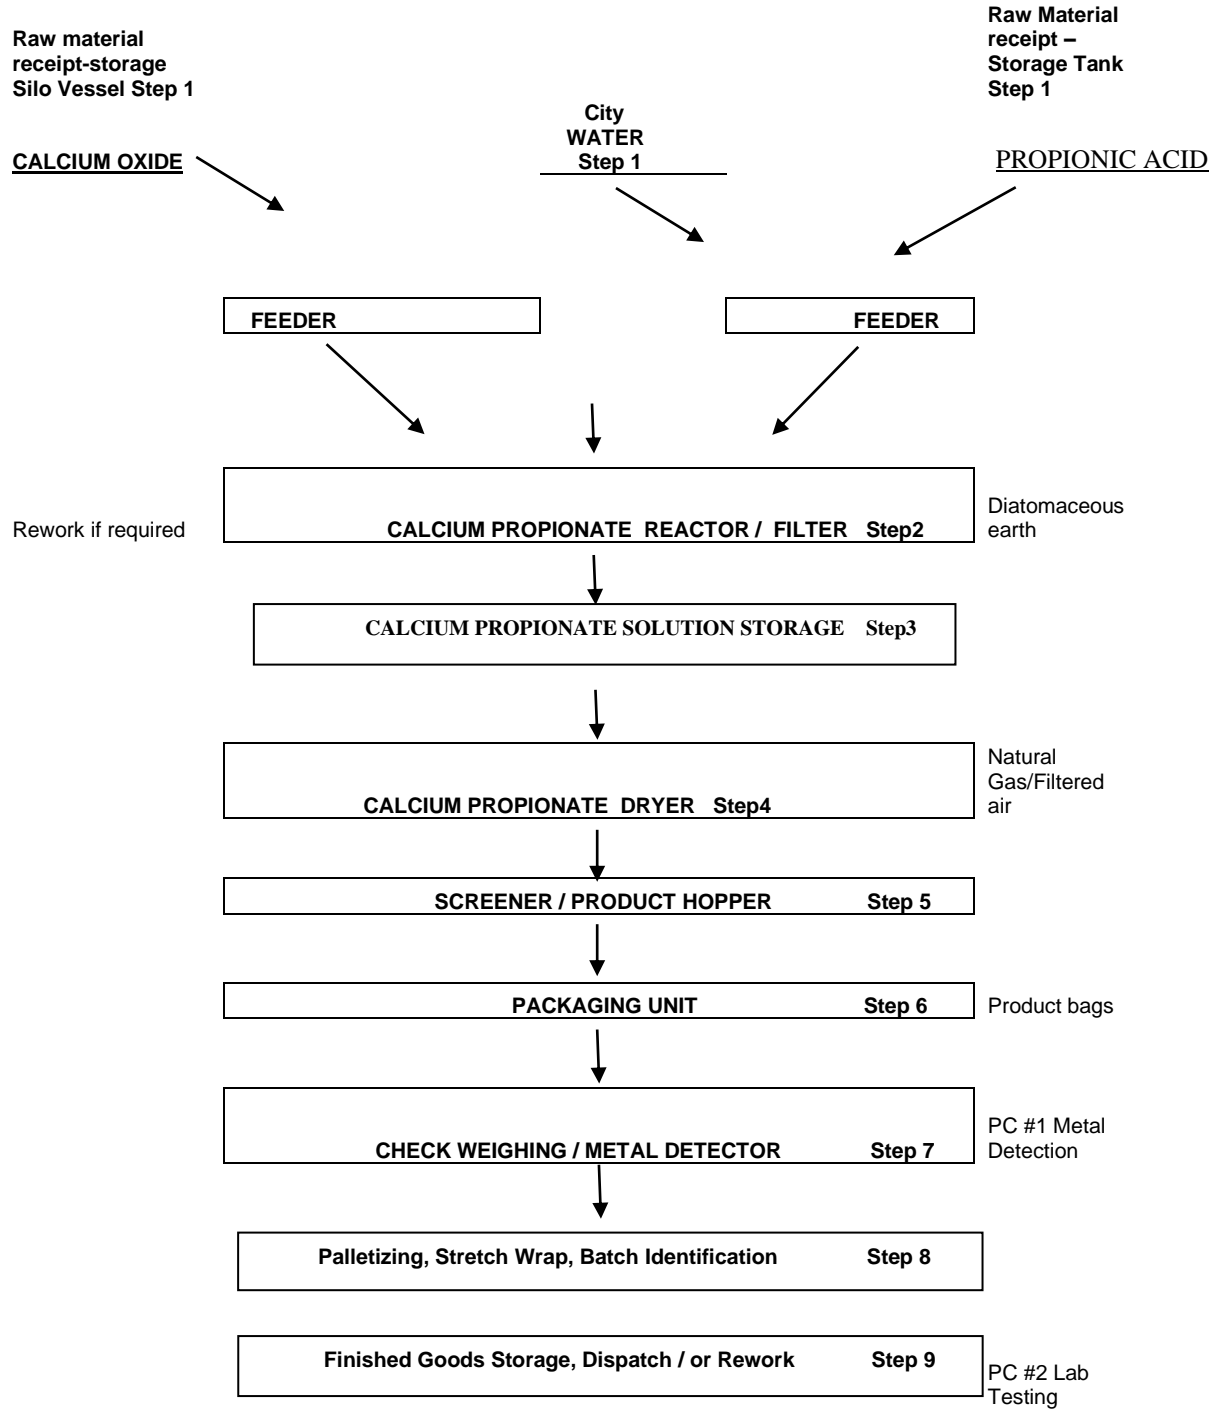 Raw material
receipt-storage
Silo Vessel Step 1
Raw Material
receipt –
Storage Tank
Step 1
City
WATER
Step 1
CALCIUM OXIDE
PROPIONIC ACID
FEEDER
FEEDER
Rework if required
CALCIUM PROPIONATE REACTOR / FILTER Step2
Diatomaceous
earth
CALCIUM PROPIONATE SOLUTION STORAGE Step3
CALCIUM PROPIONATE DRYER Step4
Natural
Gas/Filtered
air
SCREENER / PRODUCT HOPPER Step 5
PACKAGING UNIT Step 6
Product bags
CHECK WEIGHING / METAL DETECTOR Step 7
PC #1 Metal
Detection
Palletizing, Stretch Wrap, Batch Identification Step 8
Finished Goods Storage, Dispatch / or Rework Step 9
PC #2 Lab
Testing